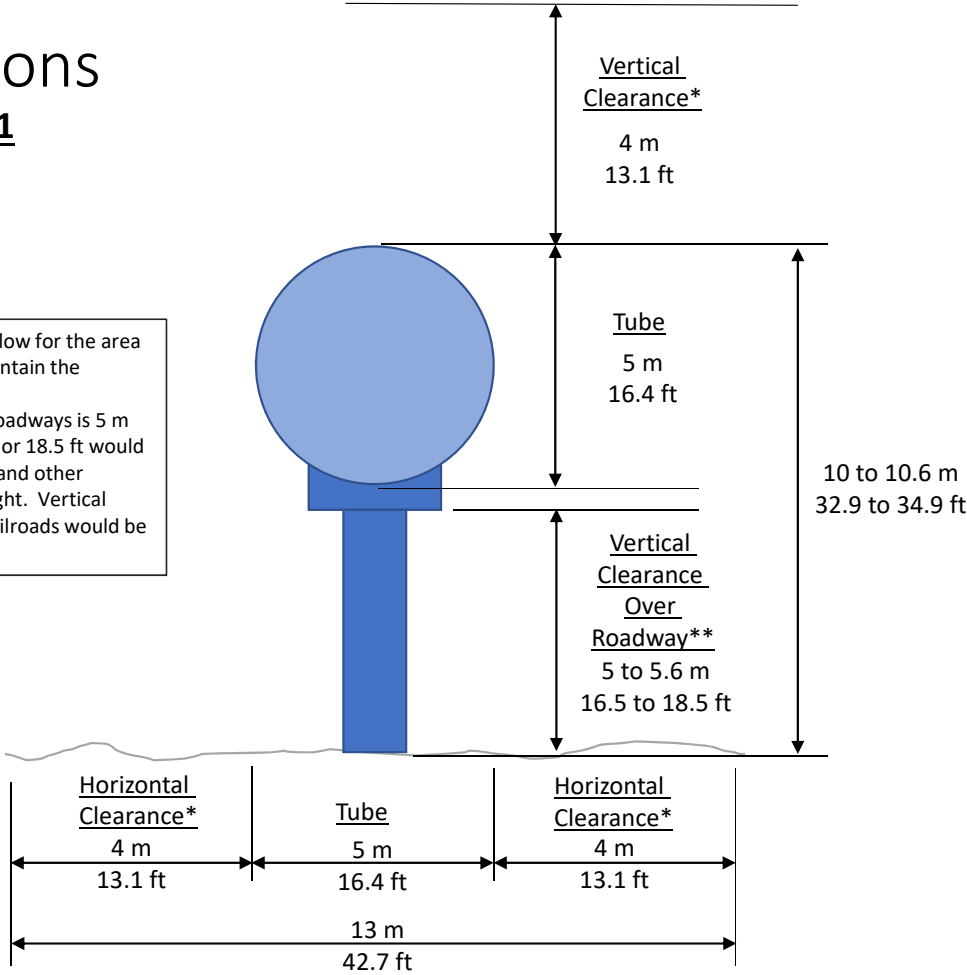 ons
1
Vertical
Clearance*
4 m
13.1 ft
low for the area
ntain the
oadways is 5 m
or 18.5 ft would
and other
ght.  Vertical
ilroads would be
Tube
5 m
16.4 ft
10 to 10.6 m
32.9 to 34.9 ft
Vertical
Clearance
Over
Roadway**
5 to 5.6 m
16.5 to 18.5 ft
Horizontal
Clearance*
4 m
13.1 ft
Tube
5 m
16.4 ft
Horizontal
Clearance*
4 m
13.1 ft
13 m
42.7 ft